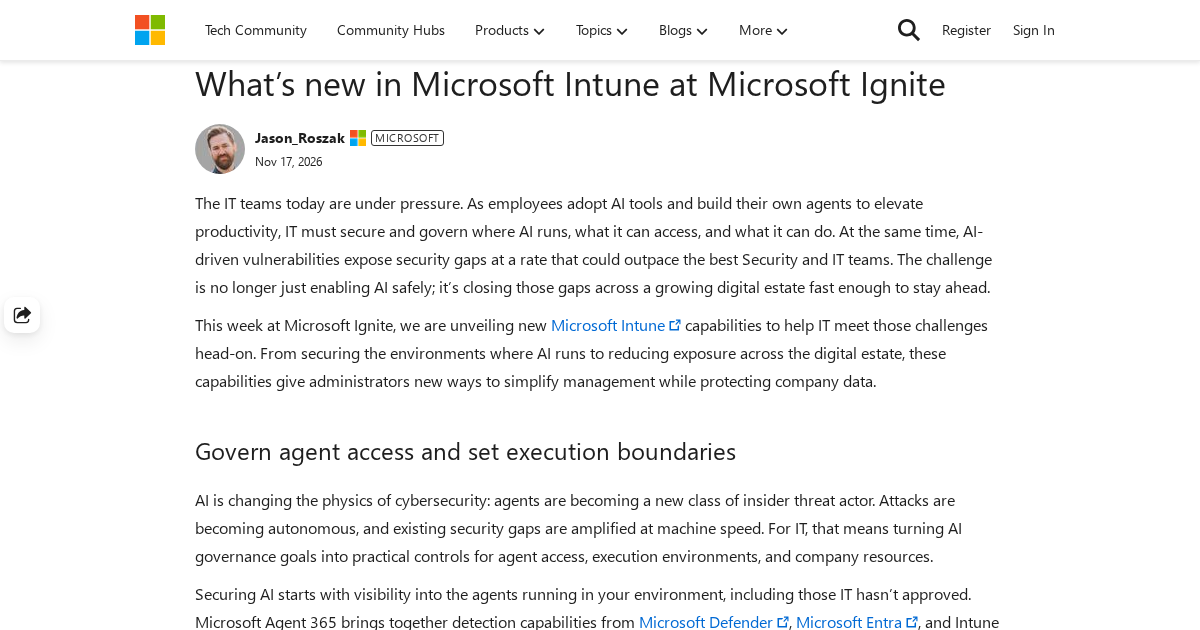 Tech Community
Community Hubs
Products
Topics
Blogs
More
Register
Sign In
What’s new in Microsoft Intune at Microsoft Ignite
Jason_Roszak
MICROSOFT
Nov 17, 2026
The IT teams today are under pressure. As employees adopt AI tools and build their own agents to elevate
productivity, IT must secure and govern where AI runs, what it can access, and what it can do. At the same time, AI-
driven vulnerabilities expose security gaps at a rate that could outpace the best Security and IT teams. The challenge
is no longer just enabling AI safely; it’s closing those gaps across a growing digital estate fast enough to stay ahead.
This week at Microsoft Ignite, we are unveiling new Microsoft Intune capabilities to help IT meet those challenges
head-on. From securing the environments where AI runs to reducing exposure across the digital estate, these
capabilities give administrators new ways to simplify management while protecting company data.
Govern agent access and set execution boundaries
AI is changing the physics of cybersecurity: agents are becoming a new class of insider threat actor. Attacks are
becoming autonomous, and existing security gaps are amplified at machine speed. For IT, that means turning AI
governance goals into practical controls for agent access, execution environments, and company resources.
Securing AI starts with visibility into the agents running in your environment, including those IT hasn’t approved.
Microsoft Agent 365 brings together detection capabilities from Microsoft Defender, Microsoft Entra, and Intune